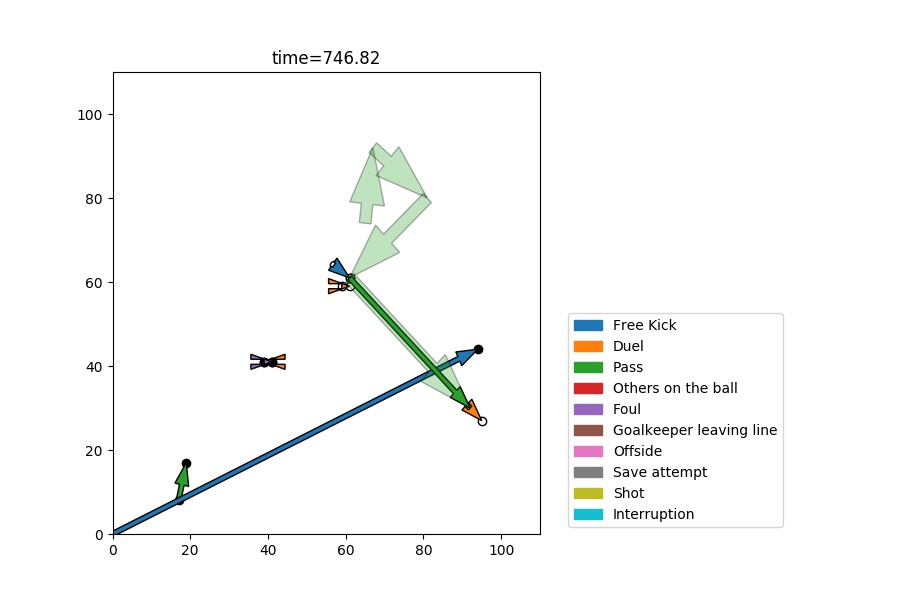 time=746.82
100
80
60
40
20
0
0 20 40 60 80 100
Free Kick
Duel
Pass
Others on the ball
Foul
Goalkeeper leaving line
Offside
Save attempt
Shot
Interruption